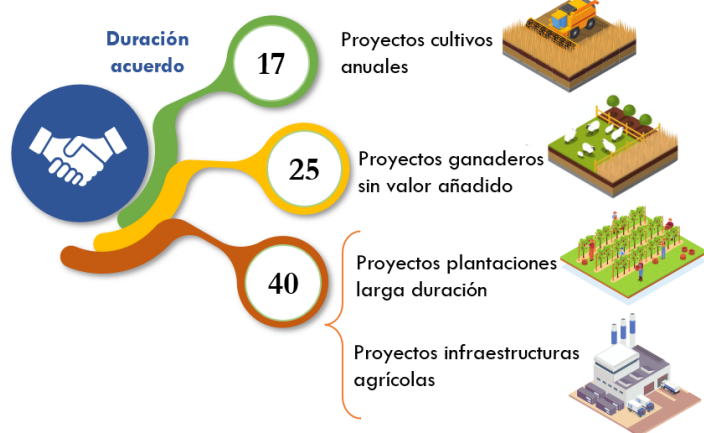 Duración
acuerdo
17
Proyectos cultivos
anuales
25
Proyectos ganaderos
sin valor añadido
40
Proyectos plantaciones
larga duración
Proyectos infraestructuras
agrícolas